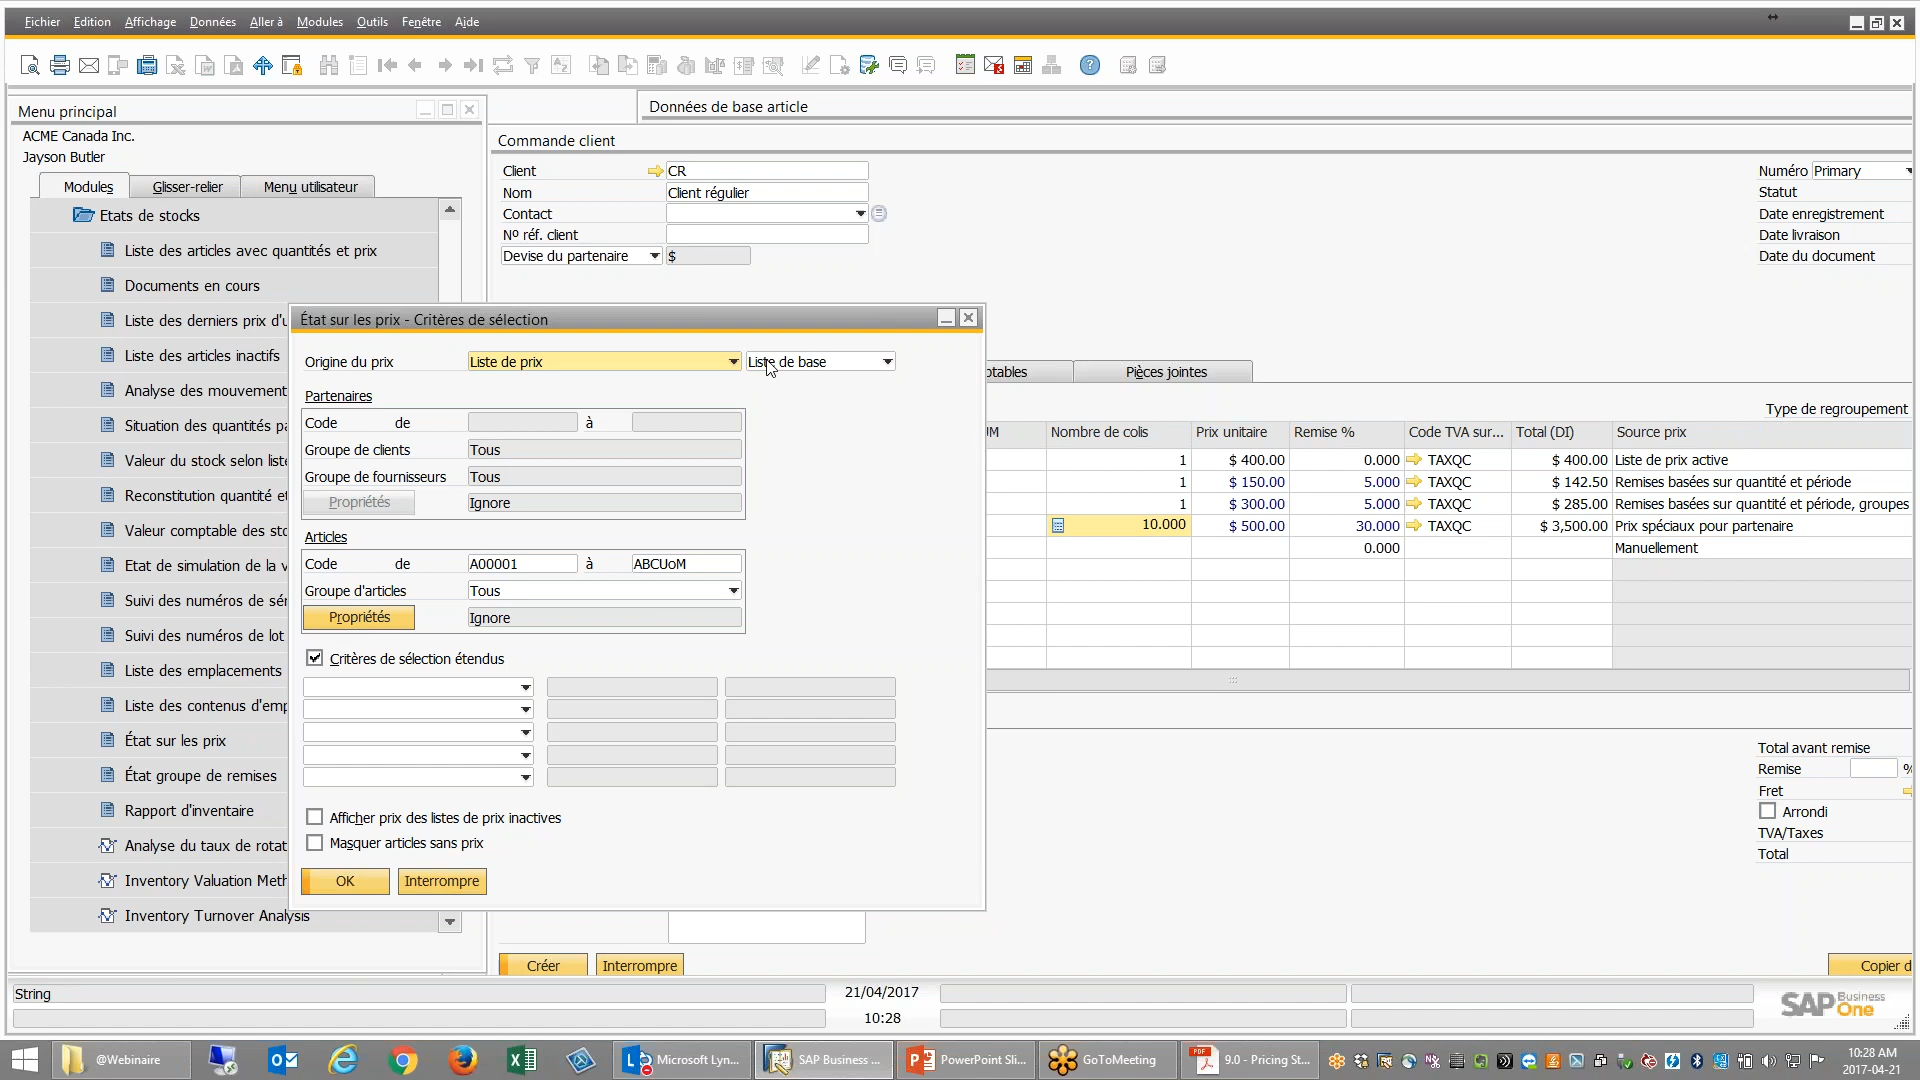 Fichier Edition Affichage Données Aller à Modules Outils Fenêtre Aide
Menu principal
ACME Canada Inc.
Jayson Butler
Modules Glisser-relier Menu utilisateur
Etats de stocks
Liste des articles avec quantités et prix
Documents en cours
Liste des derniers prix d'u
Liste des articles inactifs
Analyse des mouvement
Situation des quantités pa
Valeur du stock selon liste
Reconstitution quantité et
Valeur comptable des sto
Etat de simulation de la v
Suivi des numéros de sér
Suivi des numéros de lot
Liste des emplacements
Liste des contenus d'emp
État sur les prix
État groupe de remises
Rapport d'inventaire
Analyse du taux de rotat
Inventory Valuation Meth
Inventory Turnover Analysis
Données de base article
Commande client
Client CR
Nom Client régulier
Contact
Nº réf. client
Devise du partenaire $
Numéro Primary
Statut
Date enregistrement
Date livraison
Date du document
État sur les prix - Critères de sélection
Origine du prix Liste de prix Liste de base
Partenaires
Code de à
Groupe de clients Tous
Groupe de fournisseurs Tous
Propriétés Ignore
Articles
Code de A00001 à ABCUoM
Groupe d'articles Tous
Propriétés Ignore
Critères de sélection étendus
Afficher prix des listes de prix inactives
Masquer articles sans prix
OK Interrompre
ptables Pièces jointes
Type de regroupement
UM Nombre de colis Prix unitaire Remise % Code TVA sur... Total (DI) Source prix
1 $ 400.00 0.000 TAXQC $ 400.00 Liste de prix active
1 $ 150.00 5.000 TAXQC $ 142.50 Remises basées sur quantité et période
1 $ 300.00 5.000 TAXQC $ 285.00 Remises basées sur quantité et période, groupes
10.000 $ 500.00 30.000 TAXQC $ 3,500.00 Prix spéciaux pour partenaire
0.000 Manuellement
Total avant remise
Remise %
Fret
Arrondi
TVA/Taxes
Total
Créer Interrompre Copier d
String 21/04/2017
10:28
SAP Business One
@Webinaire Microsoft Lyn... SAP Business ... PowerPoint Sli... GoToMeeting 9.0 - Pricing St...
10:28 AM
2017-04-21